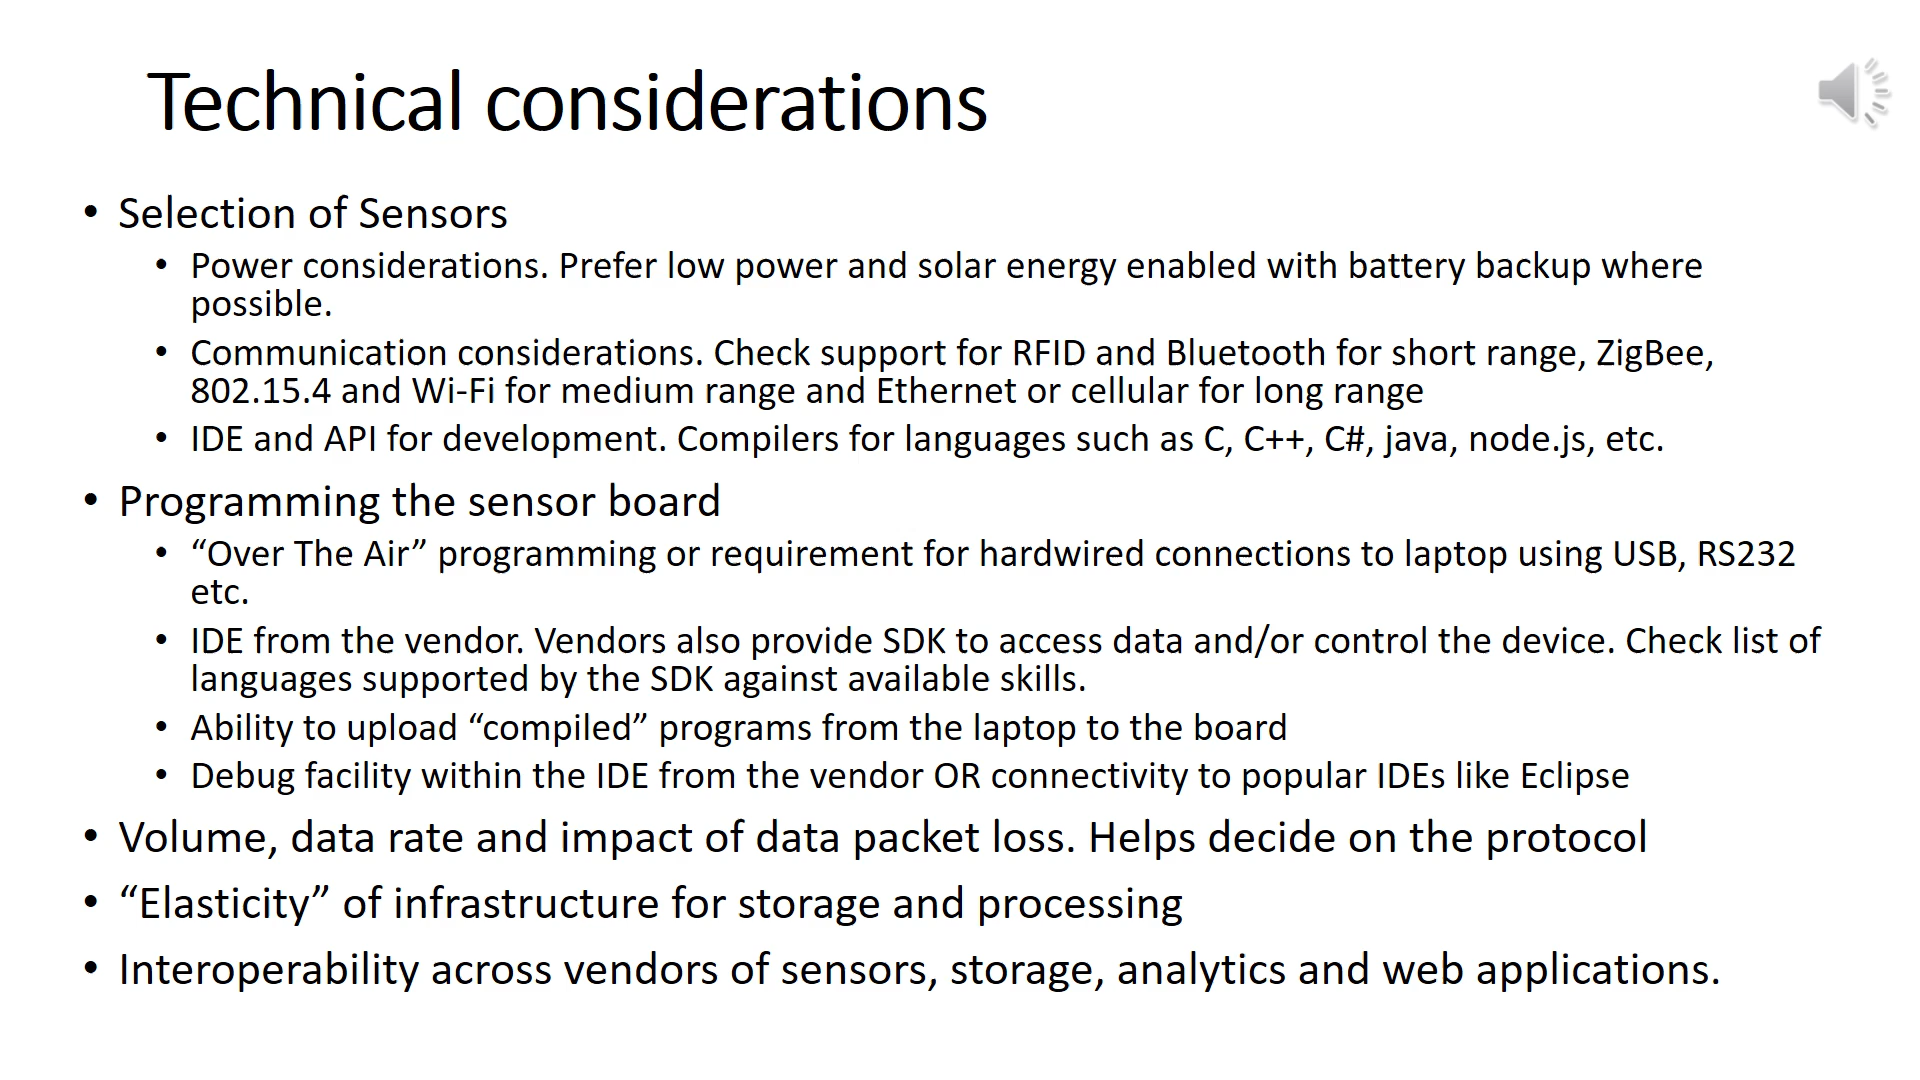 Technical considerations
• Selection of Sensors
• Power considerations. Prefer low power and solar energy enabled with battery backup where
possible.
• Communication considerations. Check support for RFID and Bluetooth for short range, ZigBee,
802.15.4 and Wi-Fi for medium range and Ethernet or cellular for long range
• IDE and API for development. Compilers for languages such as C, C++, C#, java, node.js, etc.
• Programming the sensor board
• “Over The Air” programming or requirement for hardwired connections to laptop using USB, RS232
etc.
• IDE from the vendor. Vendors also provide SDK to access data and/or control the device. Check list of
languages supported by the SDK against available skills.
• Ability to upload “compiled” programs from the laptop to the board
• Debug facility within the IDE from the vendor OR connectivity to popular IDEs like Eclipse
• Volume, data rate and impact of data packet loss. Helps decide on the protocol
• “Elasticity” of infrastructure for storage and processing
• Interoperability across vendors of sensors, storage, analytics and web applications.